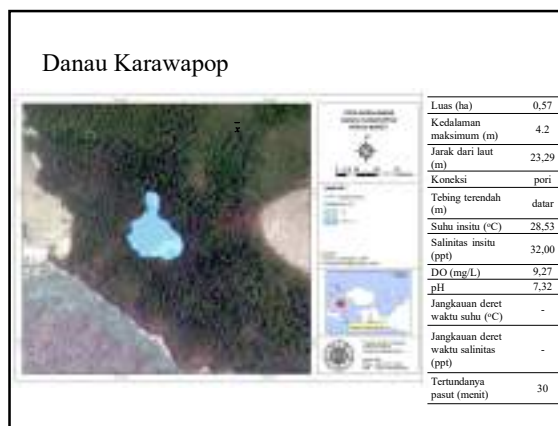 Danau Karawapop
Luas (ha) 0,57
Kedalaman
maksimum (m) 4.2
Jarak dari laut
(m) 23,29
Koneksi pori
Tebing terendah
(m) datar
Suhu insitu (°C) 28,53
Salinitas insitu
(ppt) 32,00
DO (mg/L) 9,27
pH 7,32
Jangkauan deret
waktu suhu (°C) -
Jangkauan deret
waktu salinitas
(ppt) -
Tertundanya
pasut (menit) 30